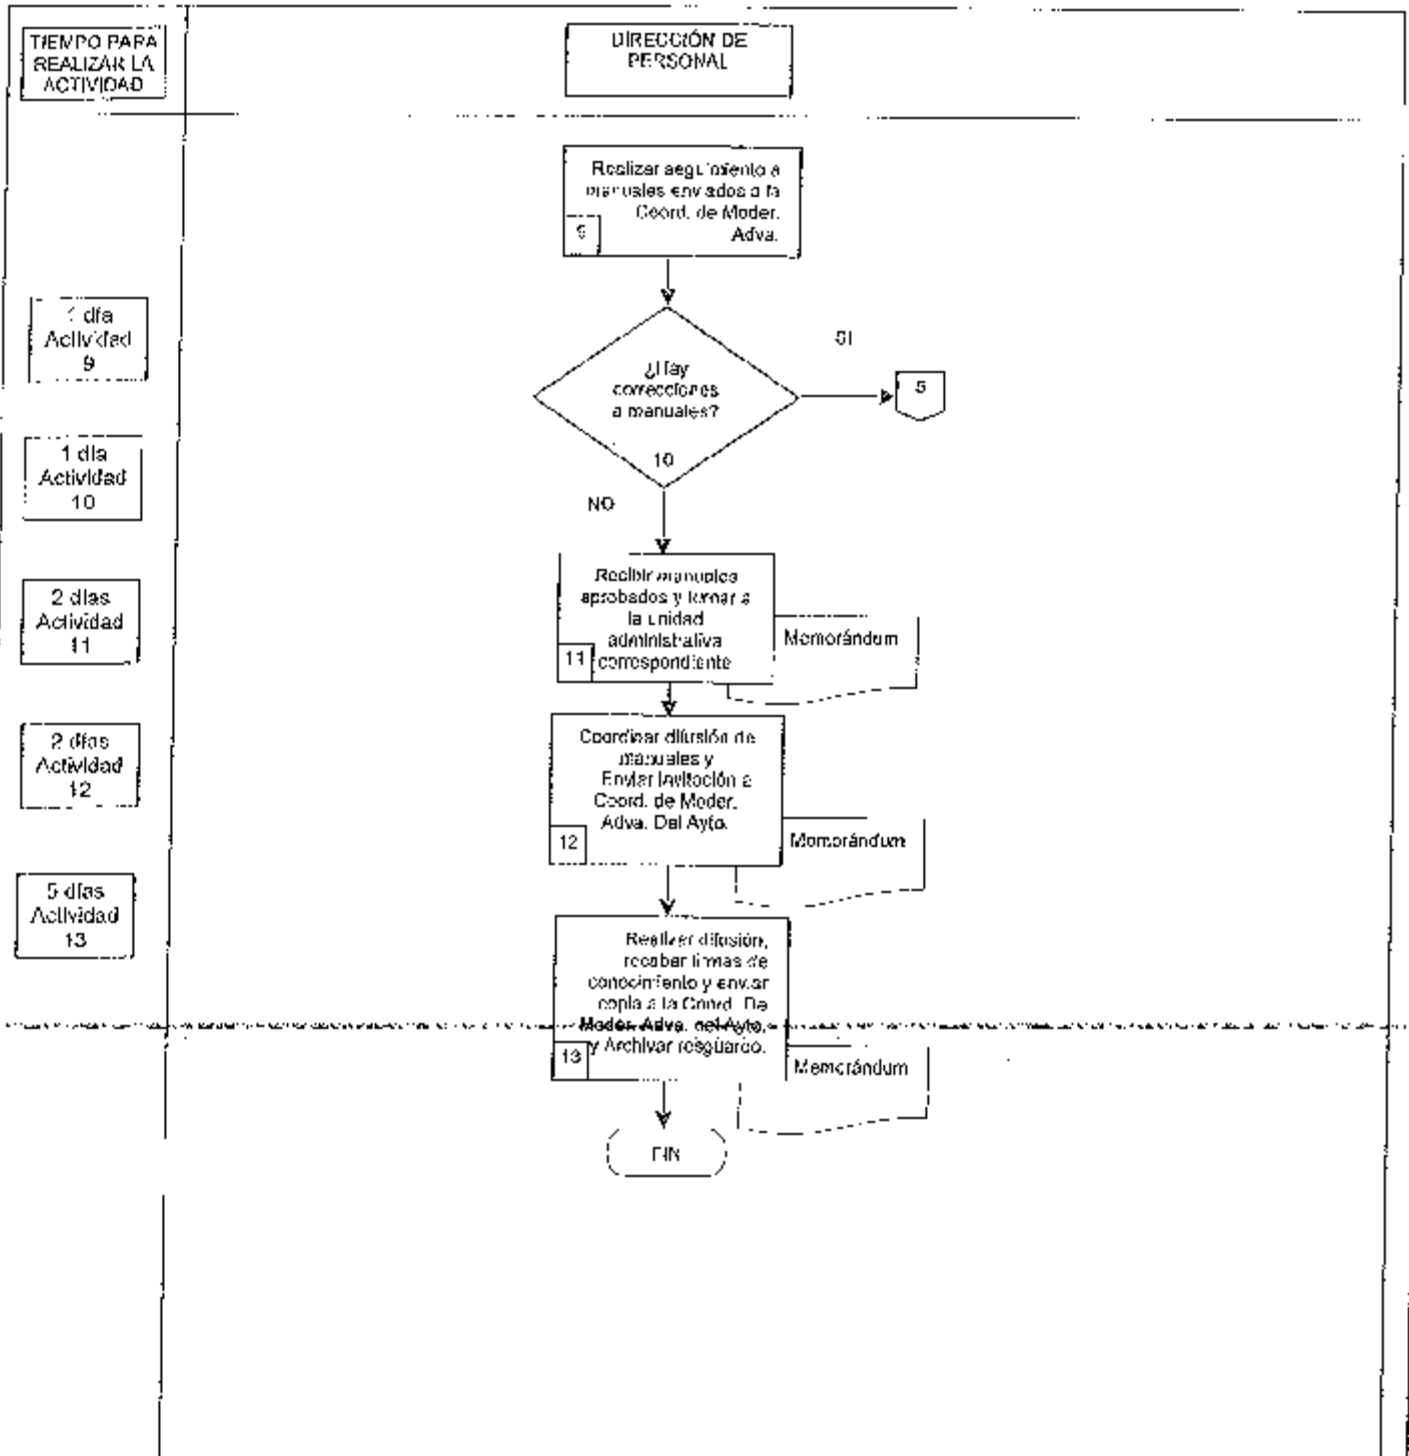 TIEMPO PARA
REALIZAR LA
ACTIVIDAD
DIRECCIÓN DE
PERSONAL
Realizar seguimiento a
manuales enviados a la
Coord. de Moder.
Adva.
9
1 día
Actividad
9
¿Hay
correcciones
a manuales?
10
SI
5
1 día
Actividad
10
NO
2 días
Actividad
11
Recibir manuales
aprobados y turnar a
la unidad
administrativa
correspondiente
11
Memorándum
2 días
Actividad
12
Coordinar difusión de
manuales y
Enviar invitación a
Coord. de Moder.
Adva. Del Ayto.
12
Memorándum
5 días
Actividad
13
Realizar difusión,
recabar firmas de
conocimiento y enviar
copia a la Coord. De
Moder. Adva. del Ayto.
y Archivar resguardo.
13
Memorándum
FIN